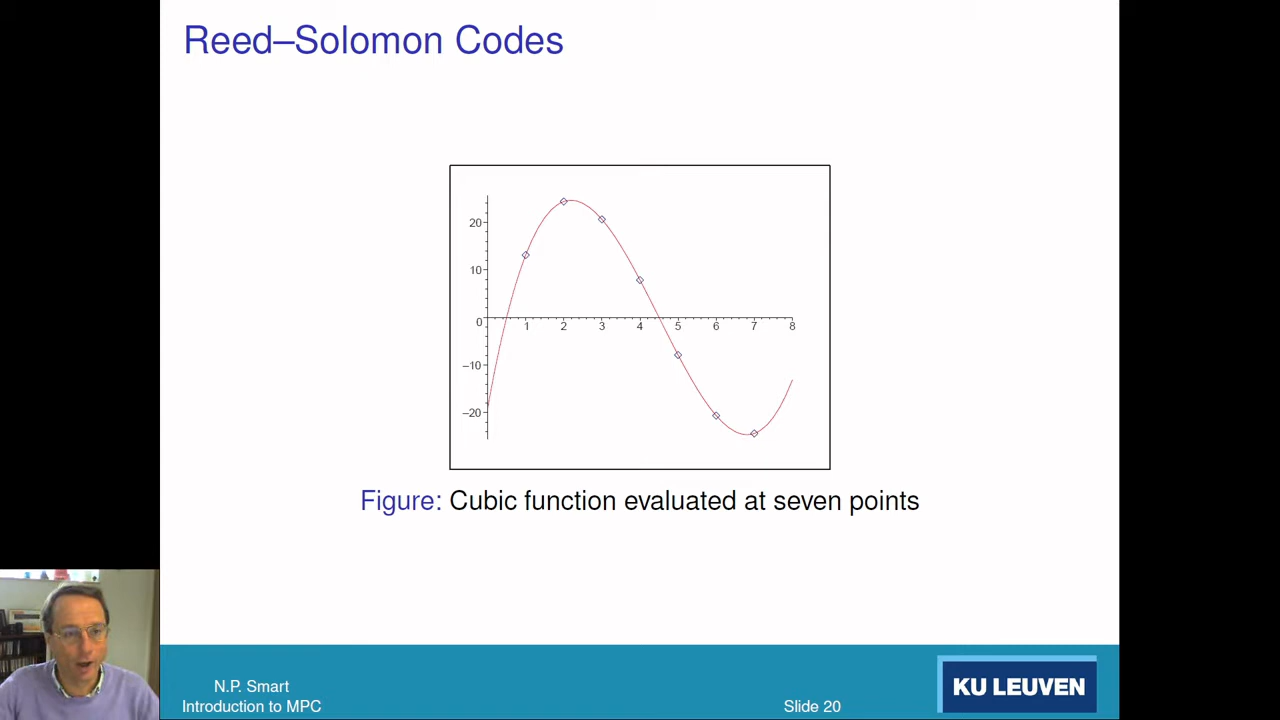 Reed–Solomon Codes
20
10
0
1 2 3 4 5 6 7 8
–10
–20
Figure: Cubic function evaluated at seven points
N.P. Smart
Introduction to MPC
Slide 20
KU LEUVEN